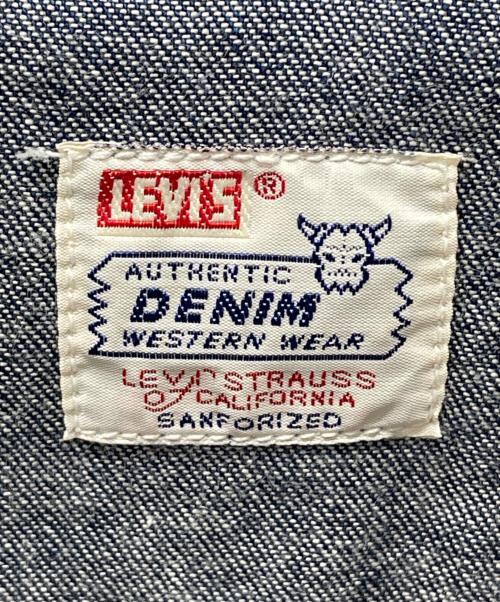 LEVI'S ®
AUTHENTIC
DENIM
WESTERN WEAR
LEVI STRAUSS
OF CALIFORNIA
SANFORIZED